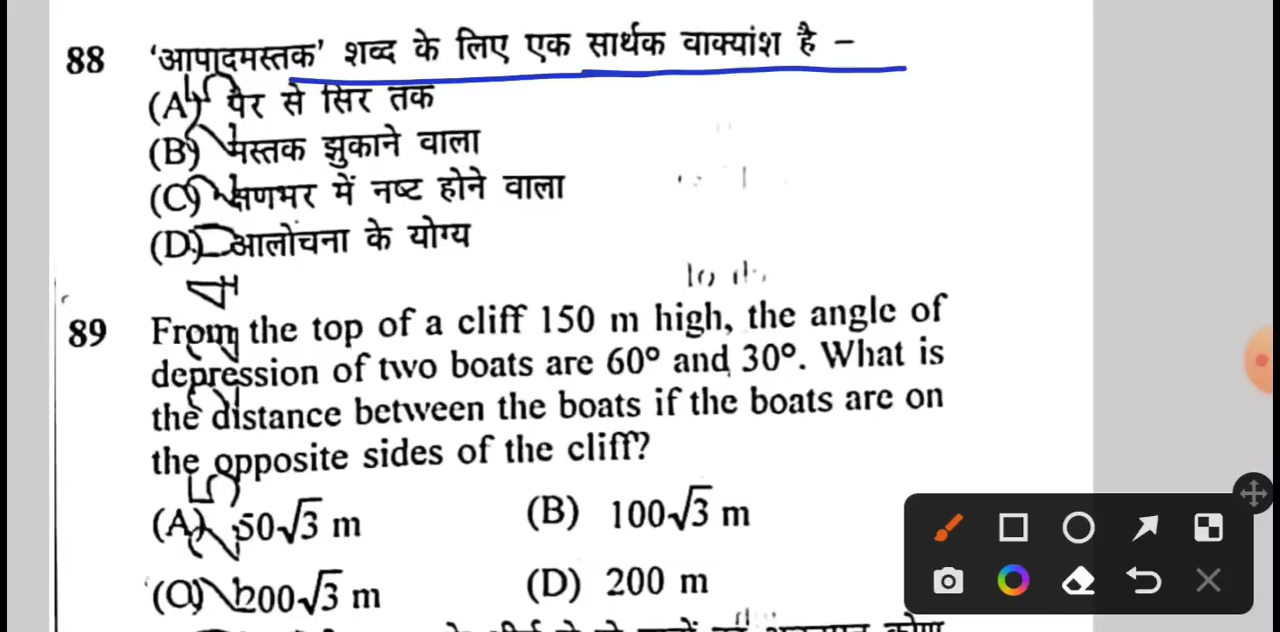 88 'आपादमस्तक' शब्द के लिए एक सार्थक वाक्यांश है –
(A) पैर से सिर तक
(B) मस्तक झुकाने वाला
(C) क्षणभर में नष्ट होने वाला
(D) आलोचना के योग्य
89 From the top of a cliff 150 m high, the angle of
depression of two boats are 60° and 30°. What is
the distance between the boats if the boats are on
the opposite sides of the cliff?
(A) 50√3 m (B) 100√3 m
(C) 200√3 m (D) 200 m